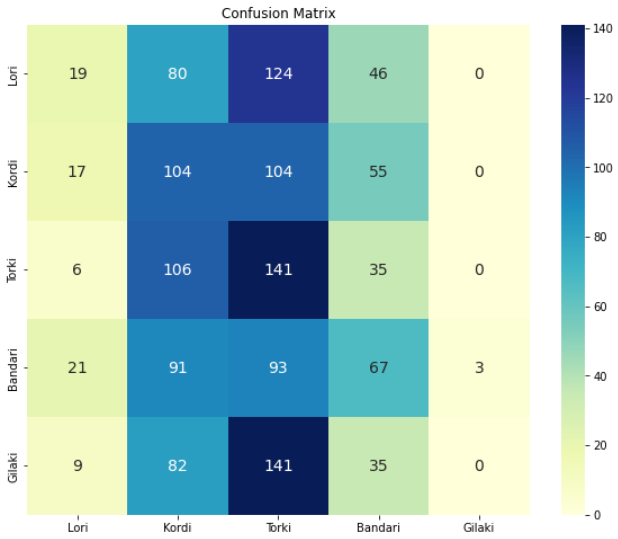 Confusion Matrix
Lori 19 80 124 46 0
Kordi 17 104 104 55 0
Torki 6 106 141 35 0
Bandari 21 91 93 67 3
Gilaki 9 82 141 35 0
Lori Kordi Torki Bandari Gilaki
140
120
100
80
60
40
20
0